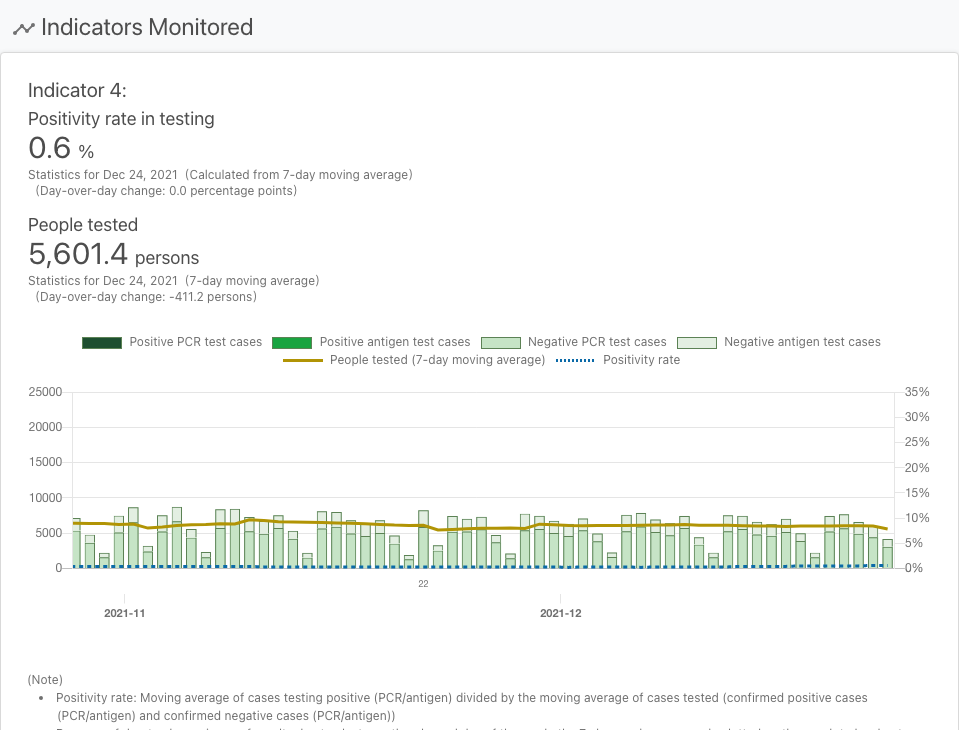 Indicators Monitored
Indicator 4:
Positivity rate in testing
0.6 %
Statistics for Dec 24, 2021 (Calculated from 7-day moving average)
(Day-over-day change: 0.0 percentage points)
People tested
5,601.4 persons
Statistics for Dec 24, 2021 (7-day moving average)
(Day-over-day change: -411.2 persons)
Positive PCR test cases Positive antigen test cases Negative PCR test cases Negative antigen test cases
People tested (7-day moving average) Positivity rate
25000 35%
30%
20000
25%
15000 20%
15%
10000
10%
5000
5%
0 0%
22
2021-11 2021-12
(Note)
• Positivity rate: Moving average of cases testing positive (PCR/antigen) divided by the moving average of cases tested (confirmed positive cases
(PCR/antigen) and confirmed negative cases (PCR/antigen))